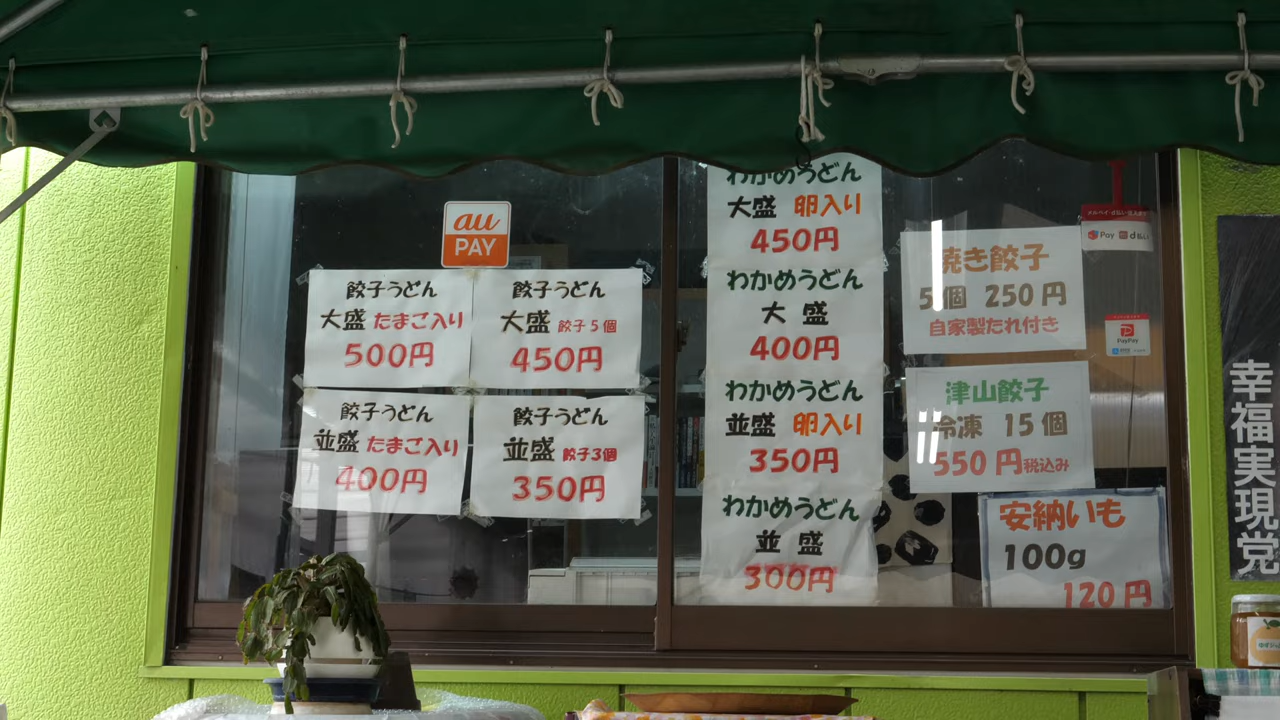 au
PAY
餃子うどん
大盛 たまご入り
500円
餃子うどん
大盛 餃子5個
450円
餃子うどん
並盛 たまご入り
400円
餃子うどん
並盛 餃子3個
350円
わかめうどん
大盛 卵入り
450円
わかめうどん
大盛
400円
わかめうどん
並盛 卵入り
350円
わかめうどん
並盛
300円
焼き餃子
5個 250円
自家製たれ付き
津山餃子
冷凍 15個
550円税込み
安納いも
100g
120円
Pay d払い
PayPay
幸福実現党